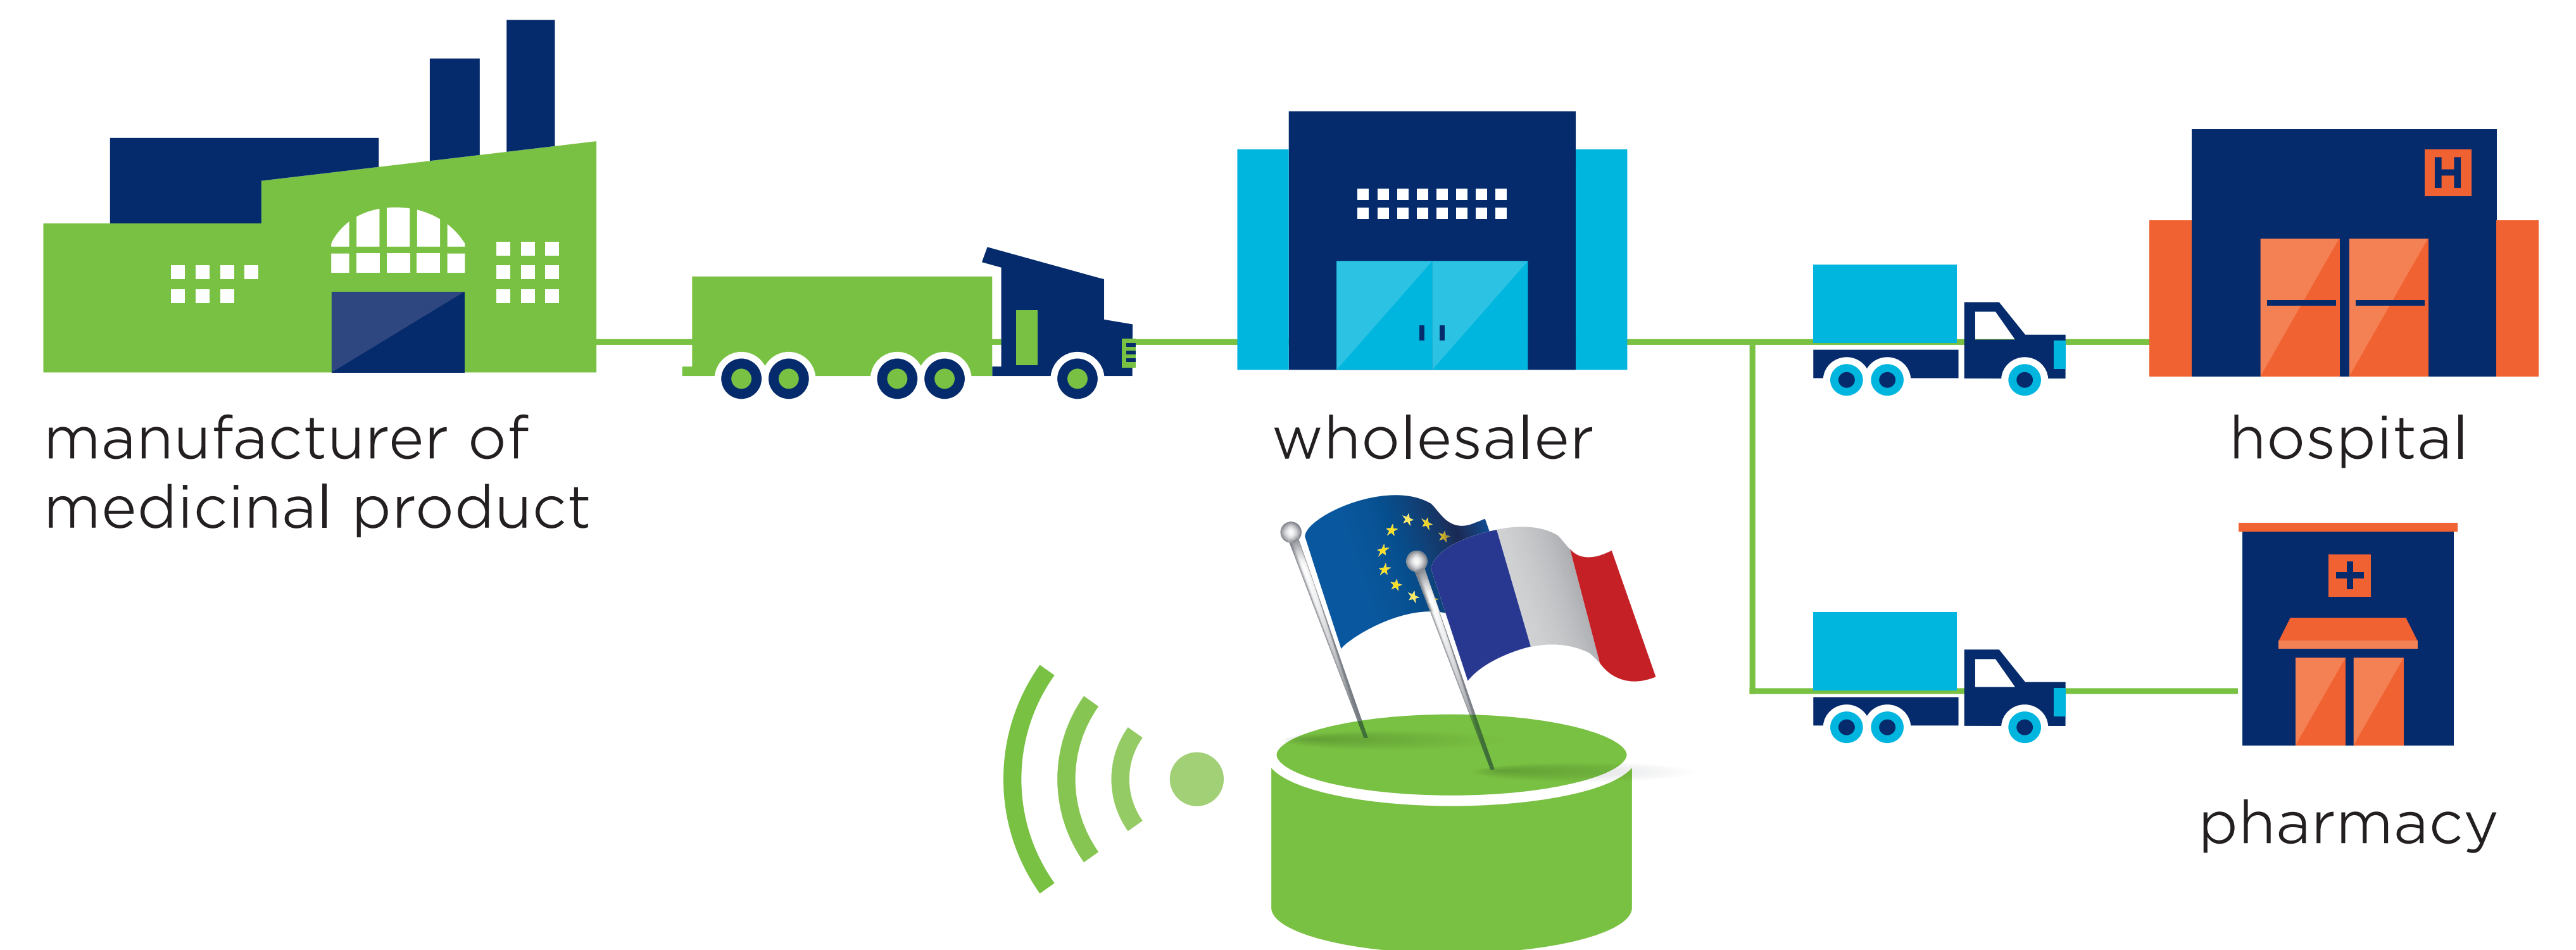 H
manufacturer of
medicinal product
wholesaler
hospital
pharmacy